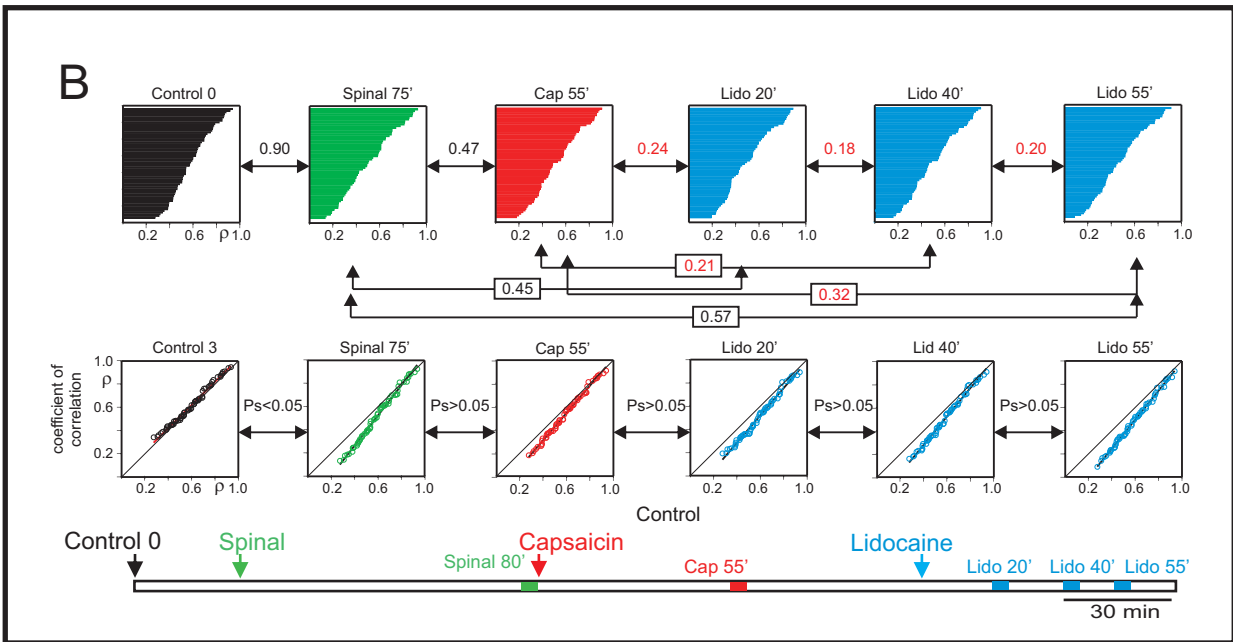 B
Control 0 Spinal 75' Cap 55' Lido 20' Lido 40' Lido 55'
0.90 0.47 0.24 0.18 0.20
0.2 0.6 ρ 1.0 0.2 0.6 1.0 0.2 0.6 1.0 0.2 0.6 1.0 0.2 0.6 1.0 0.2 0.6 1.0
0.21
0.45 0.32
0.57
Control 3 Spinal 75' Cap 55' Lido 20' Lid 40' Lido 55'
coefficient of
correlation
1.0
ρ
0.6
0.2
Ps<0.05 Ps>0.05 Ps>0.05 Ps>0.05 Ps>0.05
0.2 0.6 ρ 1.0 0.2 0.6 1.0 0.2 0.6 1.0 0.2 0.6 1.0 0.2 0.6 1.0 0.2 0.6 1.0
Control
Control 0 Spinal Capsaicin Lidocaine
Spinal 80' Cap 55' Lido 20' Lido 40' Lido 55'
30 min